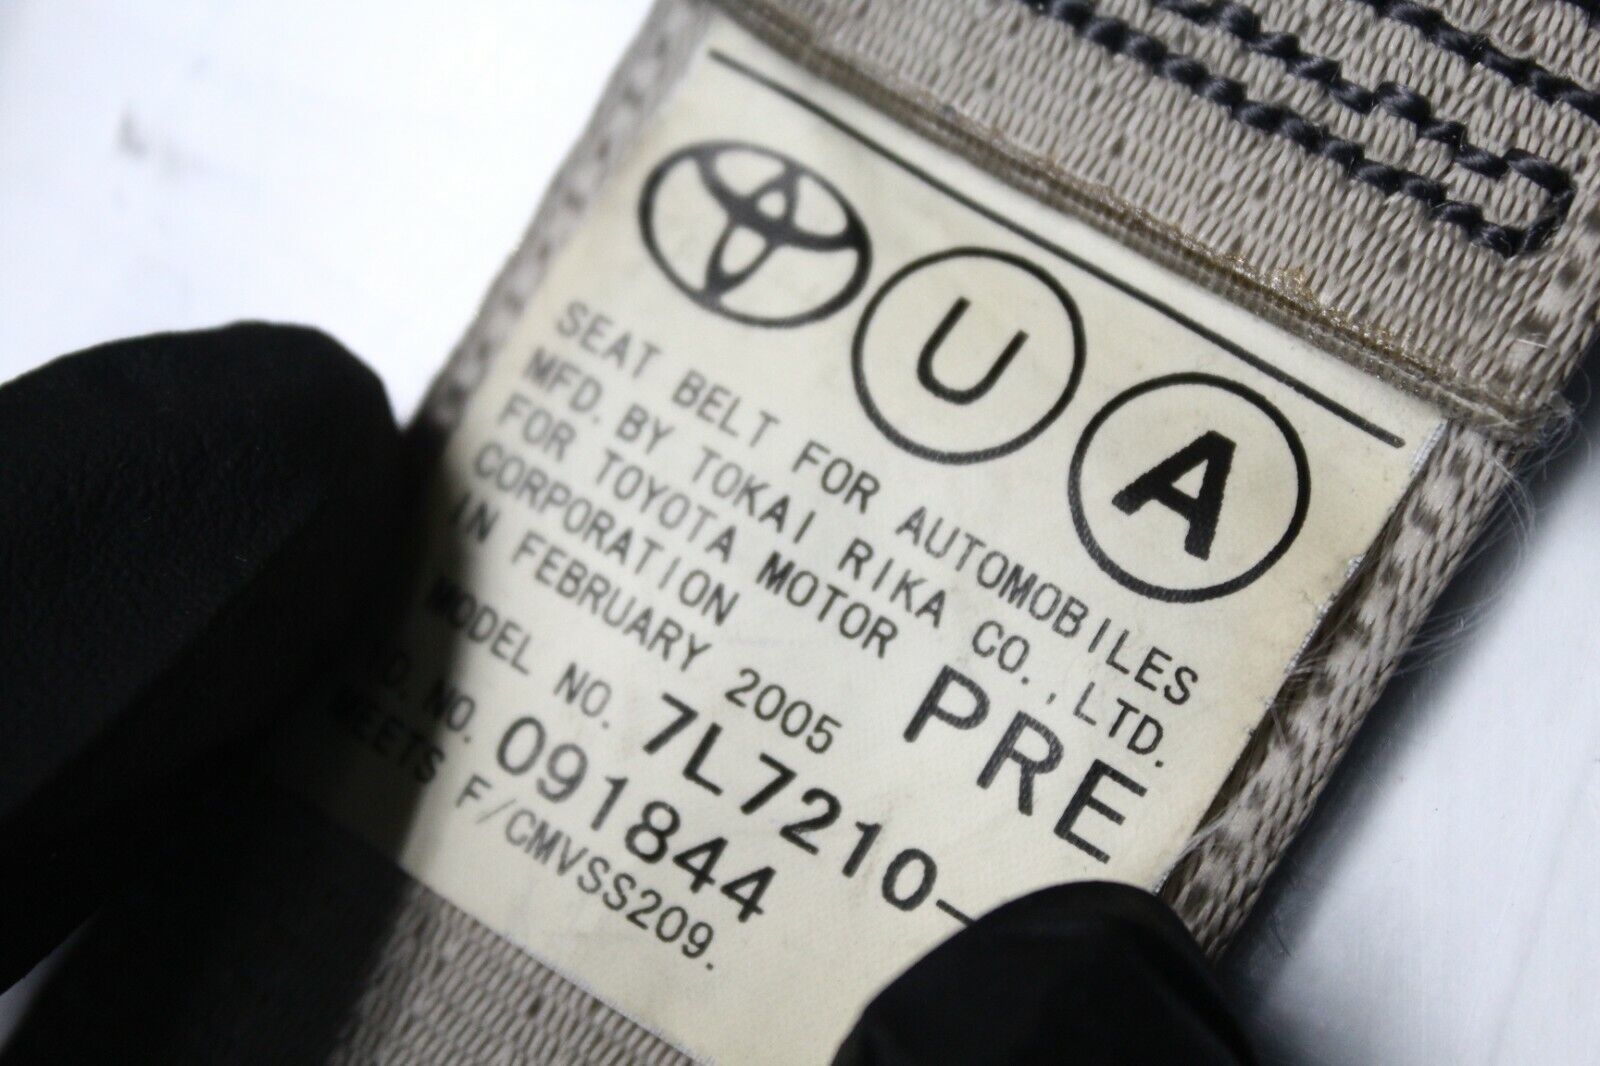 U A
SEAT BELT FOR AUTOMOBILES
MFD. BY TOKAI RIKA CO., LTD.
FOR TOYOTA MOTOR
CORPORATION
IN FEBRUARY 2005 PRE
MODEL NO. 7L7210-
NO. 091844
MEETS F/CMVSS209.